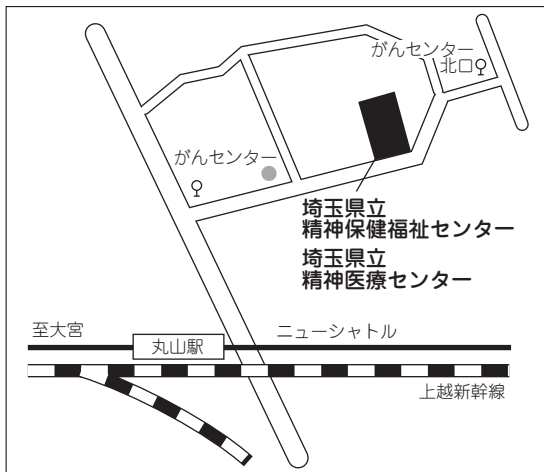 がんセンター
北口
がんセンター
埼玉県立
精神保健福祉センター
埼玉県立
精神医療センター
至大宮
丸山駅
ニューシャトル
上越新幹線